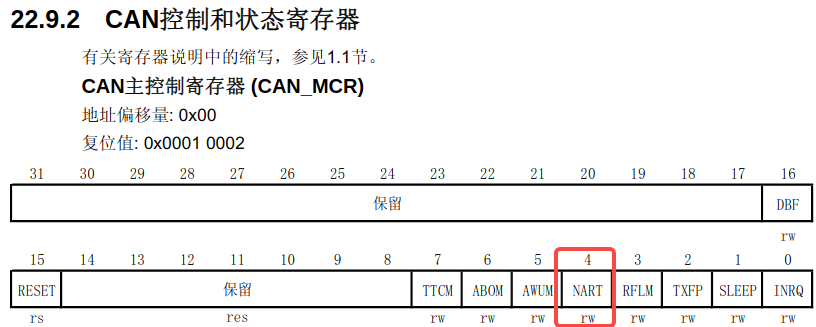 22.9.2 CAN控制和状态寄存器
有关寄存器说明中的缩写，参见1.1节。
CAN主控制寄存器 (CAN_MCR)
地址偏移量: 0x00
复位值: 0x0001 0002
31 30 29 28 27 26 25 24 23 22 21 20 19 18 17 16
保留 DBF
rw
15 14 13 12 11 10 9 8 7 6 5 4 3 2 1 0
RESET 保留 TTCM ABOM AWUM NART RFLM TXFP SLEEP INRQ
rs res rw rw rw rw rw rw rw rw